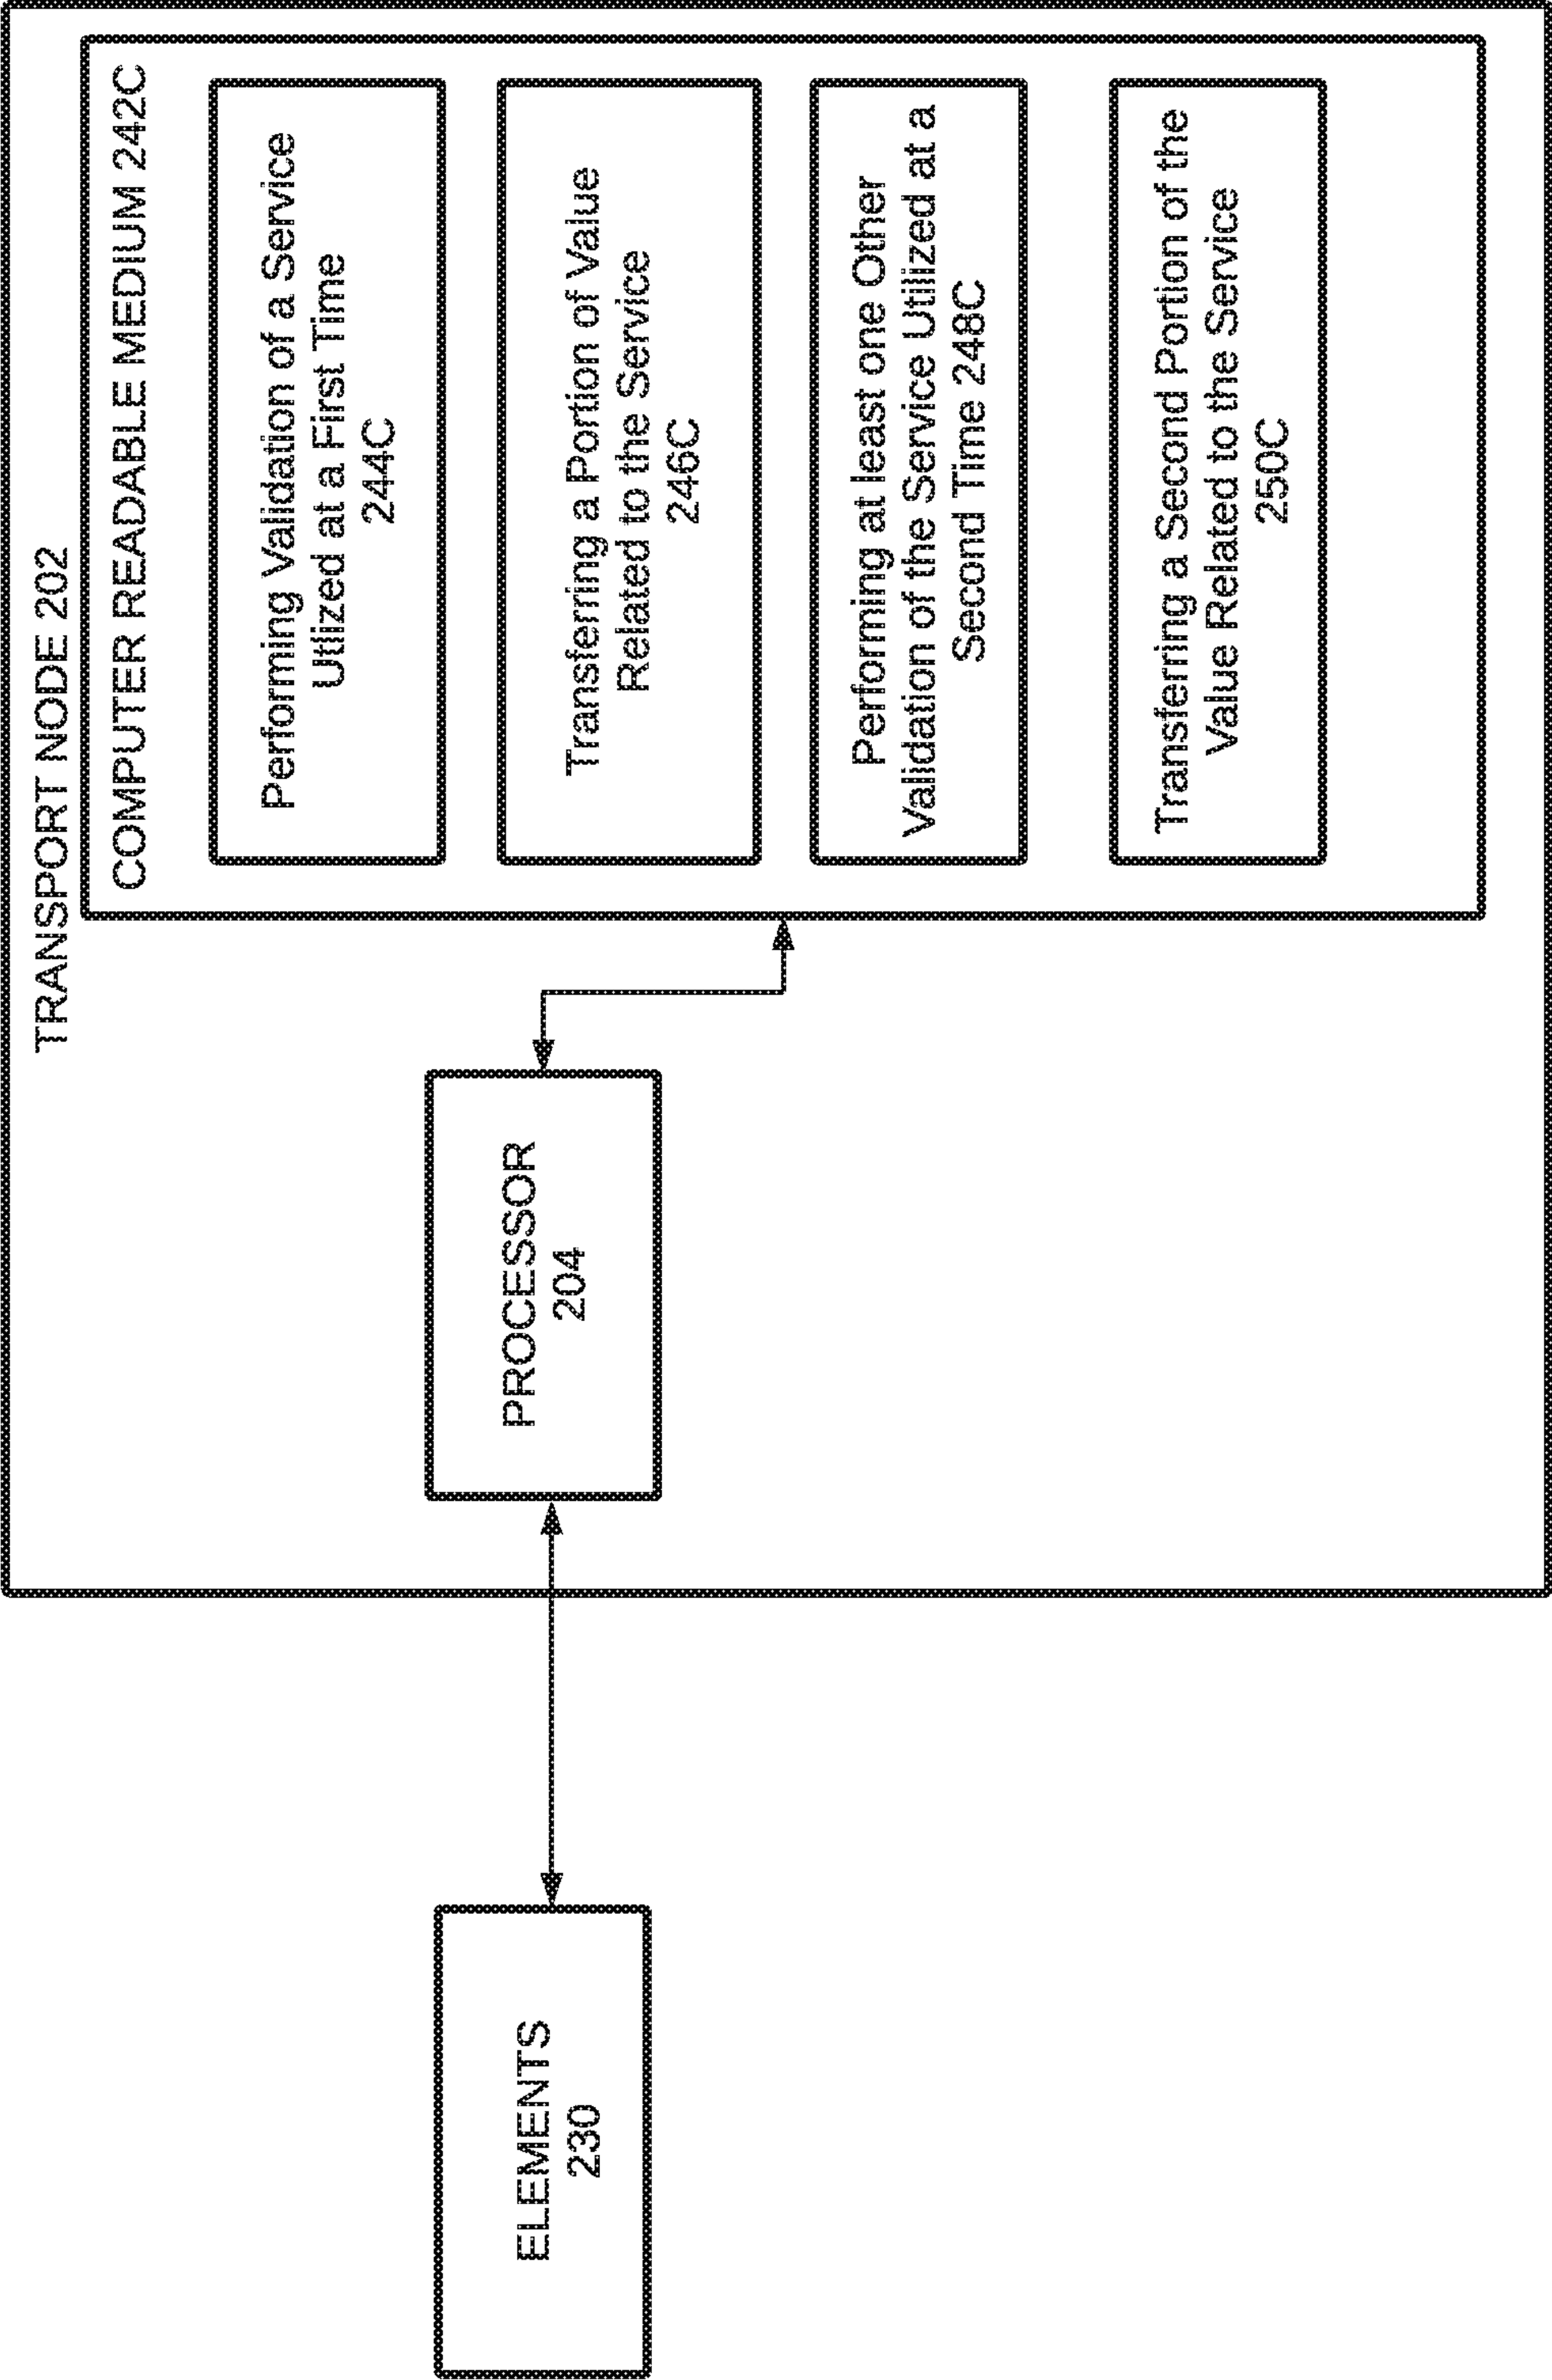 TRANSPORT NODE 202
COMPUTER READABLE MEDIUM 242C
Performing Validation of a Service
Utilized at a First Time
244C
Transferring a Portion of Value
Related to the Service
246C
Performing at least one Other
Validation of the Service Utilized at a
Second Time 248C
Transferring a Second Portion of the
Value Related to the Service
250C
PROCESSOR
204
ELEMENTS
230